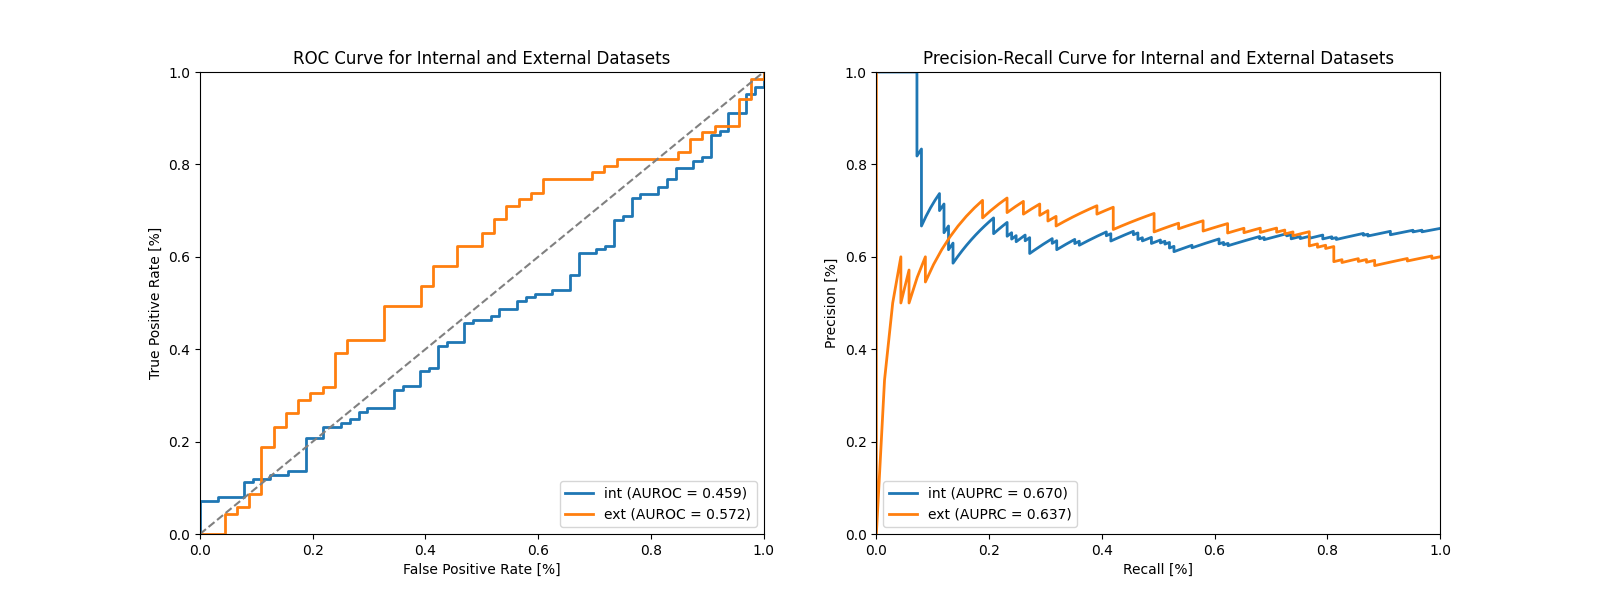 ROC Curve for Internal and External Datasets
True Positive Rate [%]
1.0
0.8
0.6
0.4
0.2
0.0
int (AUROC = 0.459)
ext (AUROC = 0.572)
0.0 0.2 0.4 0.6 0.8 1.0
False Positive Rate [%]
Precision-Recall Curve for Internal and External Datasets
Precision [%]
1.0
0.8
0.6
0.4
0.2
0.0
int (AUPRC = 0.670)
ext (AUPRC = 0.637)
0.0 0.2 0.4 0.6 0.8 1.0
Recall [%]